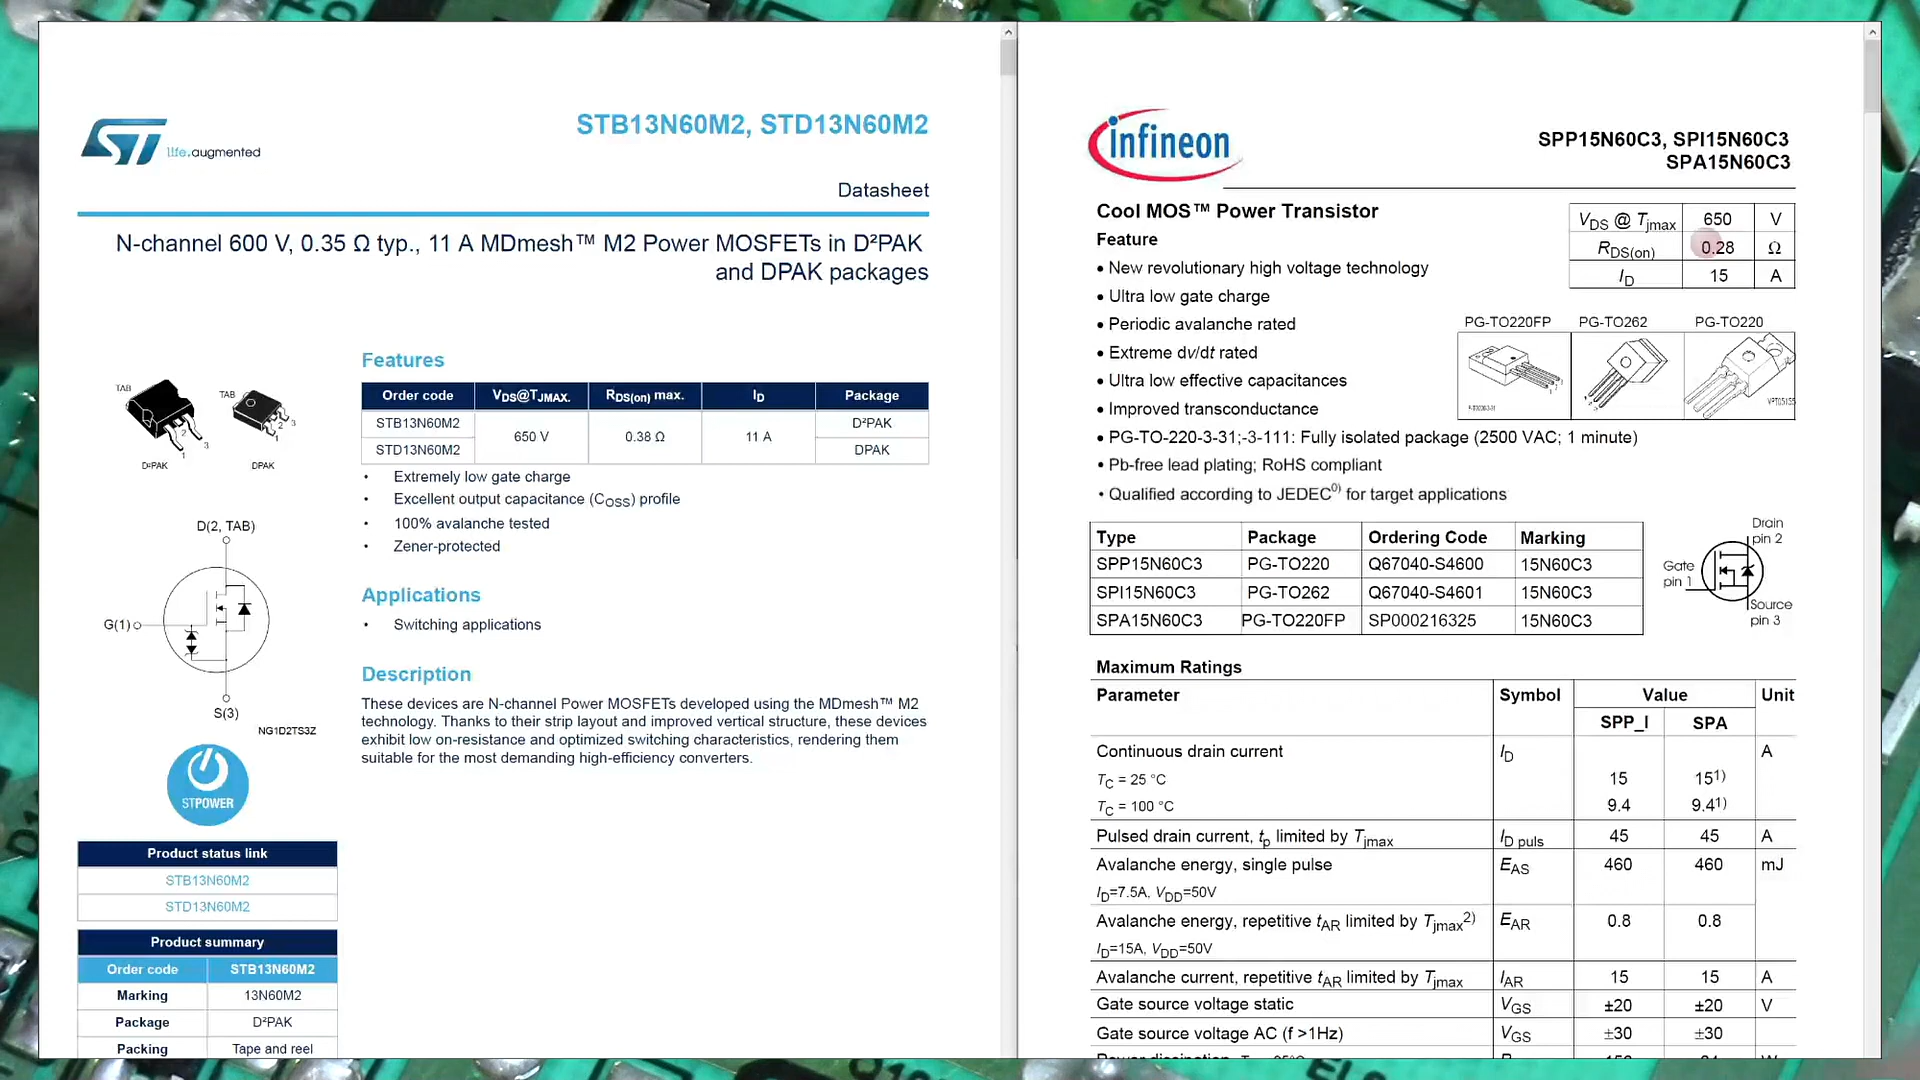 ST
life.augmented
STB13N60M2, STD13N60M2
Datasheet
N-channel 600 V, 0.35 Ω typ., 11 A MDmesh™ M2 Power MOSFETs in D²PAK
and DPAK packages
TAB
2
3
1
D²PAK
TAB
2
3
1
DPAK
D(2, TAB)
G(1)
S(3)
NG1D2TS3Z
STPOWER
Product status link
STB13N60M2
STD13N60M2
Product summary
Order code STB13N60M2
Marking 13N60M2
Package D²PAK
Packing Tape and reel
Features
Order code VDS@TJMAX. RDS(on) max. ID Package
STB13N60M2 650 V 0.38 Ω 11 A D²PAK
STD13N60M2 DPAK
• Extremely low gate charge
• Excellent output capacitance (COSS) profile
• 100% avalanche tested
• Zener-protected
Applications
• Switching applications
Description
These devices are N-channel Power MOSFETs developed using the MDmesh™ M2
technology. Thanks to their strip layout and improved vertical structure, these devices
exhibit low on-resistance and optimized switching characteristics, rendering them
suitable for the most demanding high-efficiency converters.
infineon
SPP15N60C3, SPI15N60C3
SPA15N60C3
Cool MOS™ Power Transistor
Feature
• New revolutionary high voltage technology
• Ultra low gate charge
• Periodic avalanche rated
• Extreme dv/dt rated
• Ultra low effective capacitances
• Improved transconductance
• PG-TO-220-3-31;-3-111: Fully isolated package (2500 VAC; 1 minute)
• Pb-free lead plating; RoHS compliant
• Qualified according to JEDEC0) for target applications
VDS @ Tjmax 650 V
RDS(on) 0.28 Ω
ID 15 A
PG-TO220FP PG-TO262 PG-TO220
Type Package Ordering Code Marking
SPP15N60C3 PG-TO220 Q67040-S4600 15N60C3
SPI15N60C3 PG-TO262 Q67040-S4601 15N60C3
SPA15N60C3 PG-TO220FP SP000216325 15N60C3
Drain
pin 2
Gate
pin 1
Source
pin 3
Maximum Ratings
Parameter Symbol Value Unit
SPP_I SPA
Continuous drain current ID A
TC = 25 °C 15 151)
TC = 100 °C 9.4 9.41)
Pulsed drain current, tp limited by Tjmax ID puls 45 45 A
Avalanche energy, single pulse EAS 460 460 mJ
ID=7.5A, VDD=50V
Avalanche energy, repetitive tAR limited by Tjmax2) EAR 0.8 0.8
ID=15A, VDD=50V
Avalanche current, repetitive tAR limited by Tjmax IAR 15 15 A
Gate source voltage static VGS ±20 ±20 V
Gate source voltage AC (f >1Hz) VGS ±30 ±30